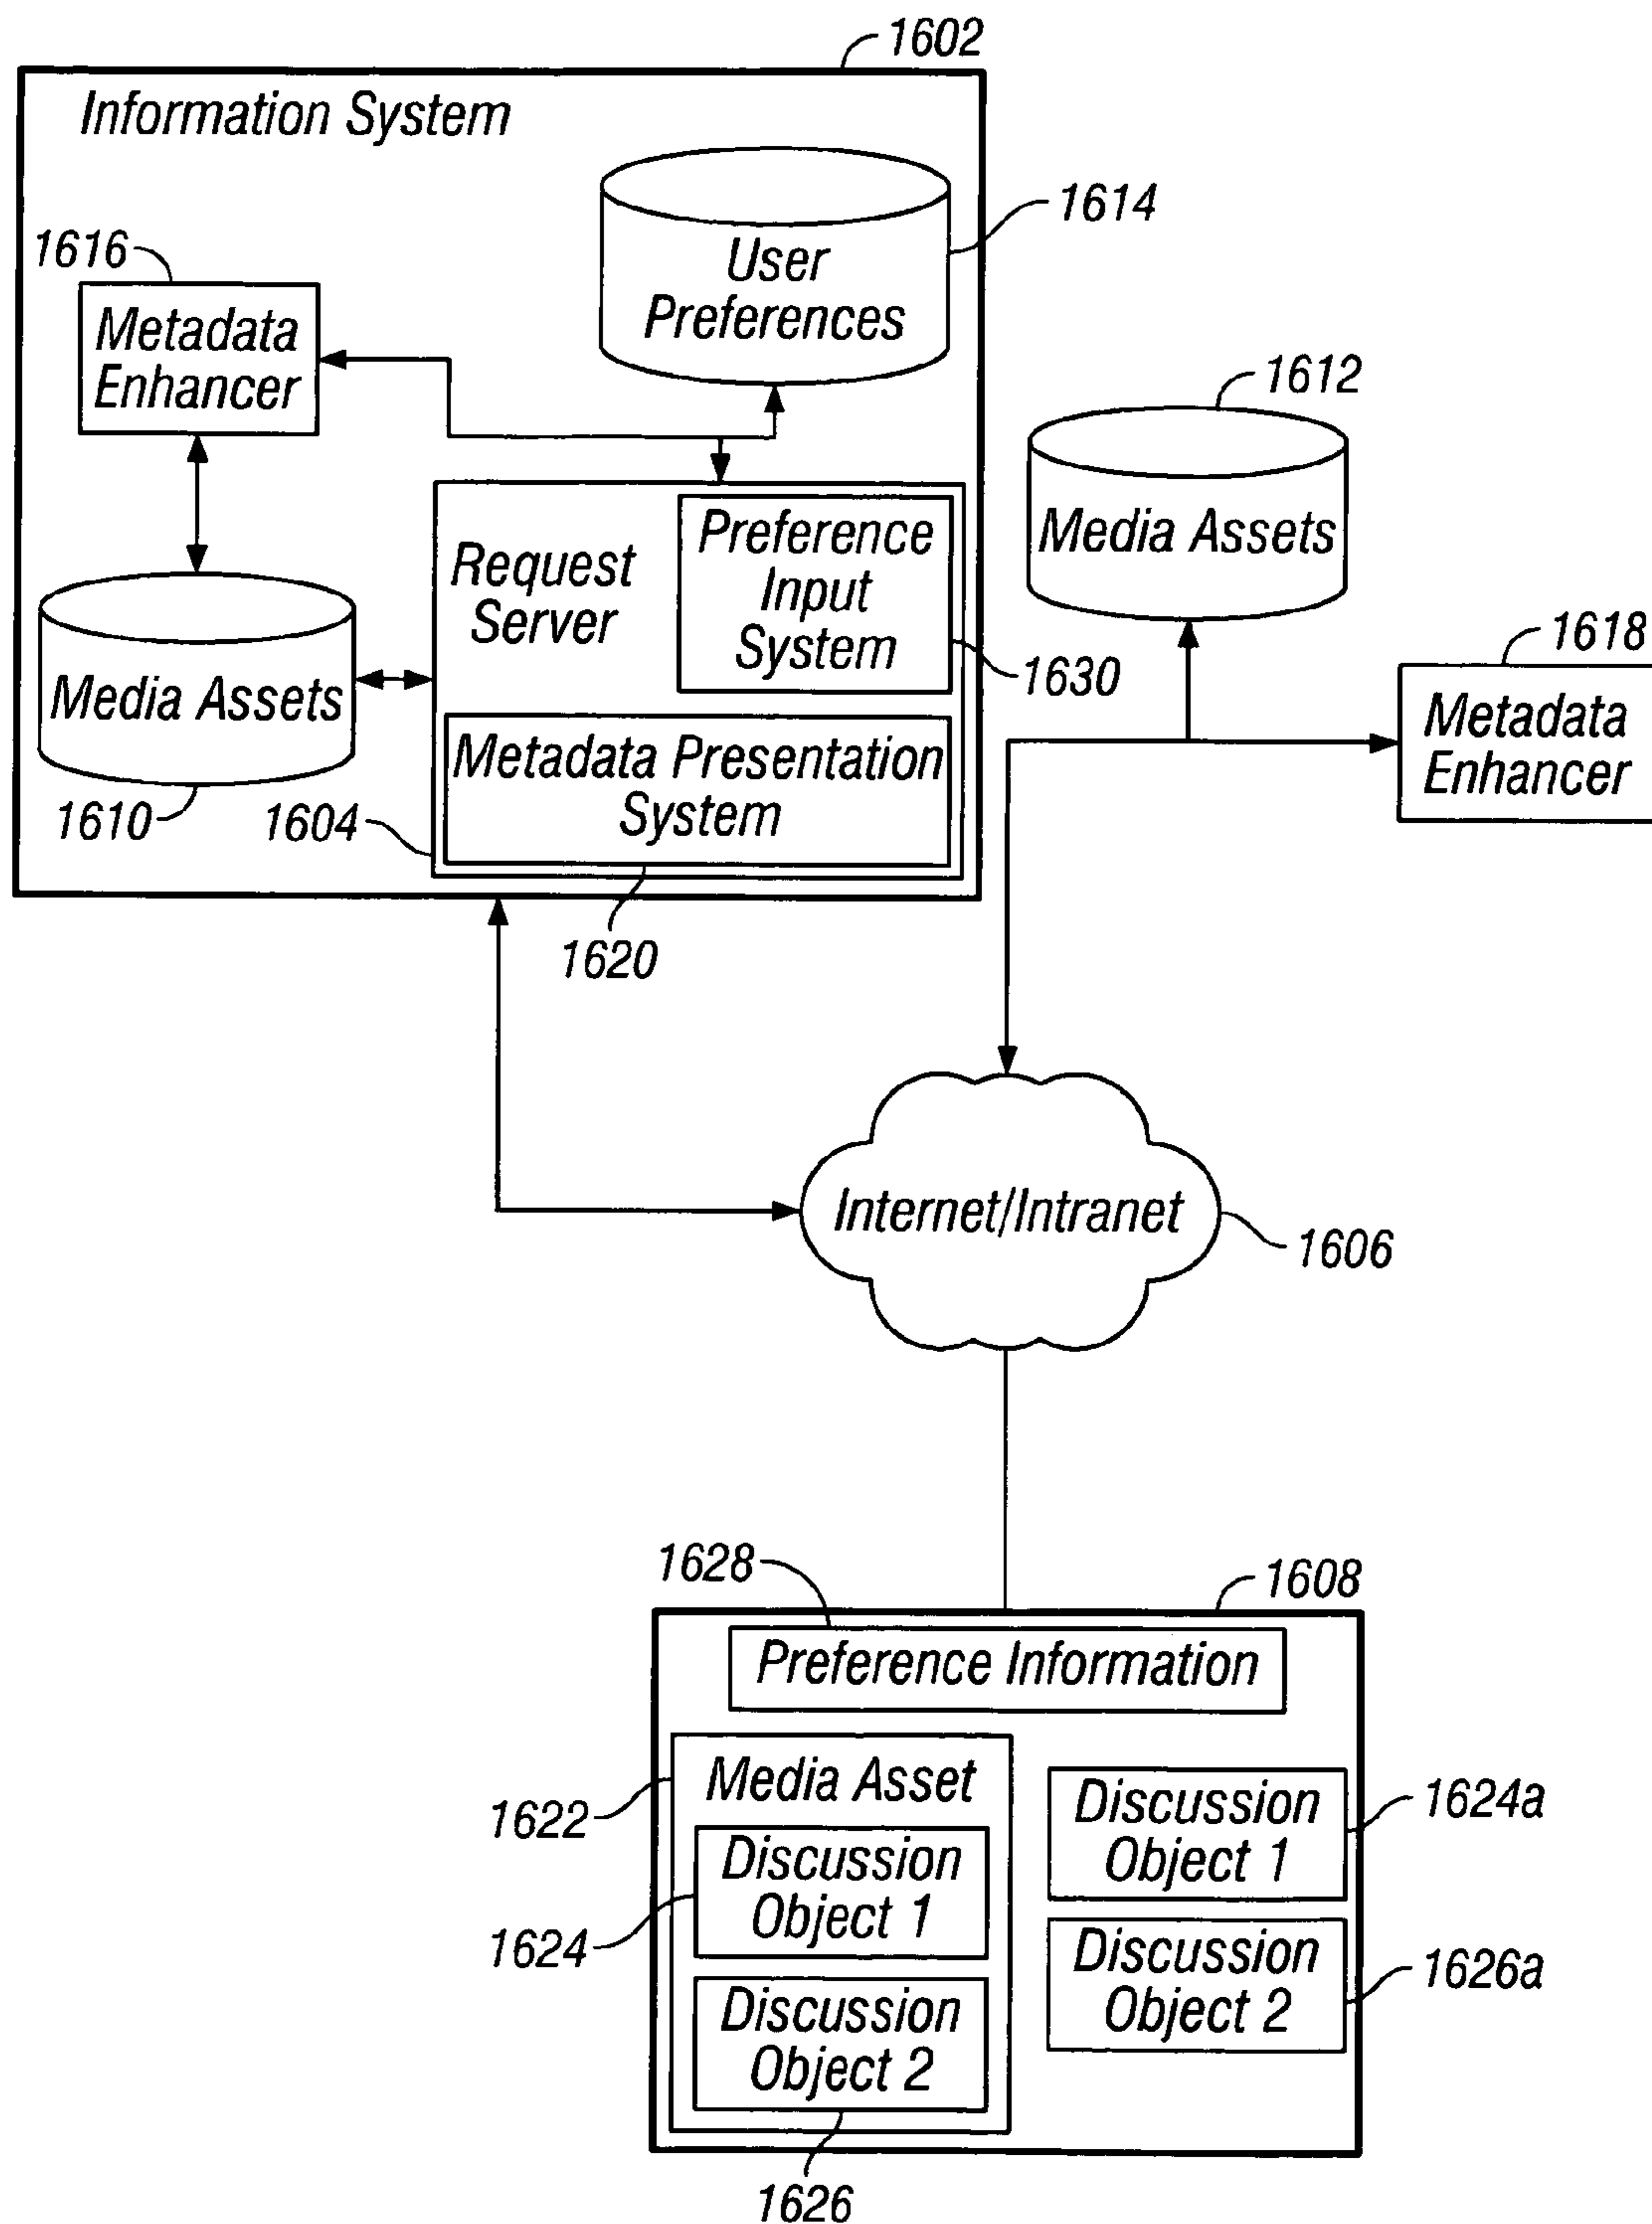 1602
Information System
1614
User
Preferences
1616
Metadata
Enhancer
1612
Media Assets
Request
Server
Preference
Input
System
1630
1618
Metadata
Enhancer
Media Assets
1610
1604
Metadata Presentation
System
1620
Internet/Intranet
1606
1628
1608
Preference Information
Media Asset
1622
Discussion
Object 1
1624
Discussion
Object 2
1626
Discussion
Object 1
1624a
Discussion
Object 2
1626a